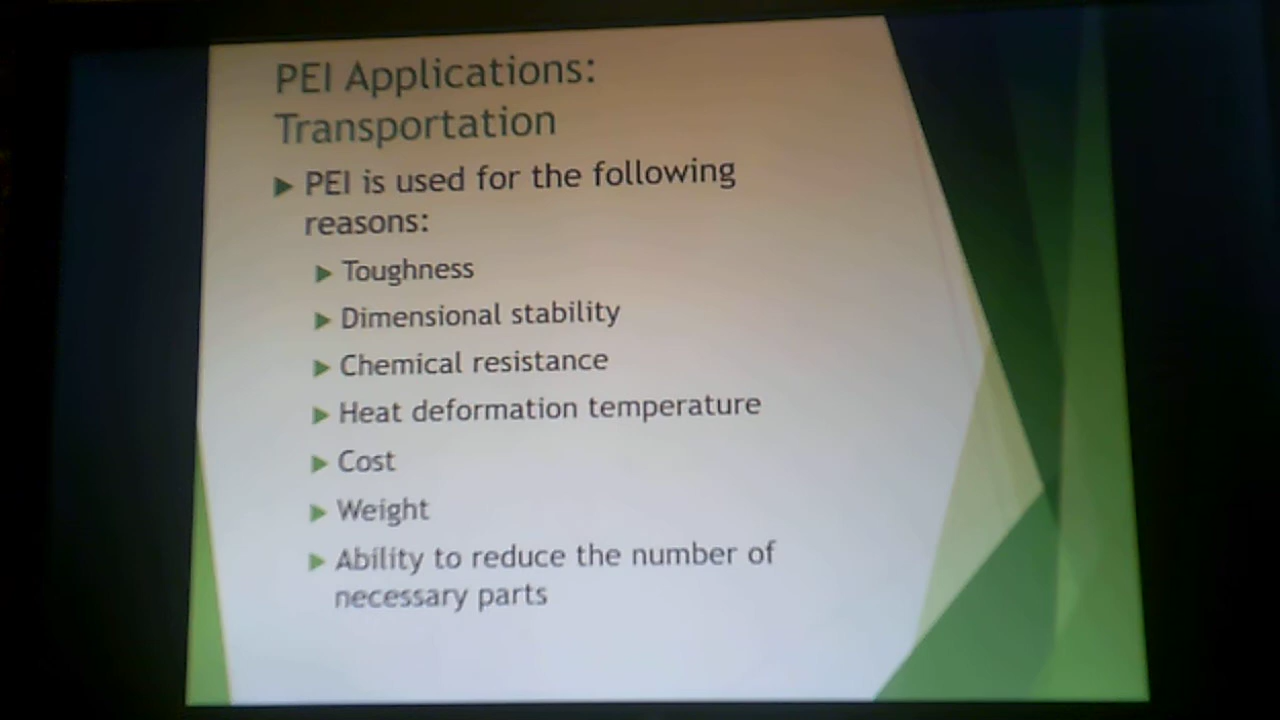 PEI Applications:
Transportation
PEI is used for the following
reasons:
Toughness
Dimensional stability
Chemical resistance
Heat deformation temperature
Cost
Weight
Ability to reduce the number of
necessary parts